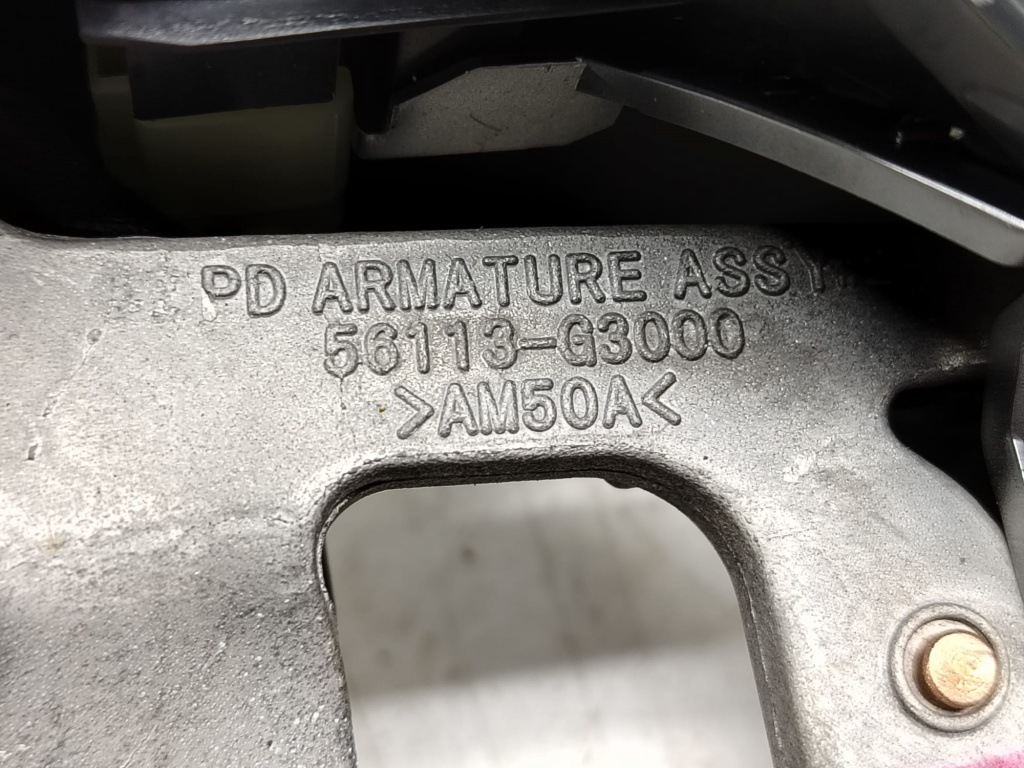 PD ARMATURE ASSY
56113-G3000
>AM50A<